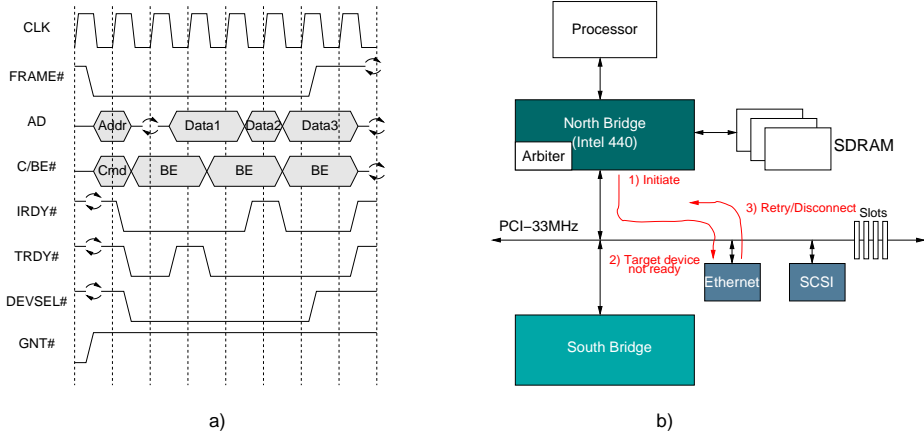 CLK
FRAME#
AD
Addr
Data1
Data2
Data3
C/BE#
Cmd
BE
BE
BE
IRDY#
TRDY#
DEVSEL#
GNT#
a)
Processor
North Bridge
(Intel 440)
Arbiter
SDRAM
1) Initiate
3) Retry/Disconnect
Slots
PCI−33MHz
2) Target device
not ready
Ethernet
SCSI
South Bridge
b)